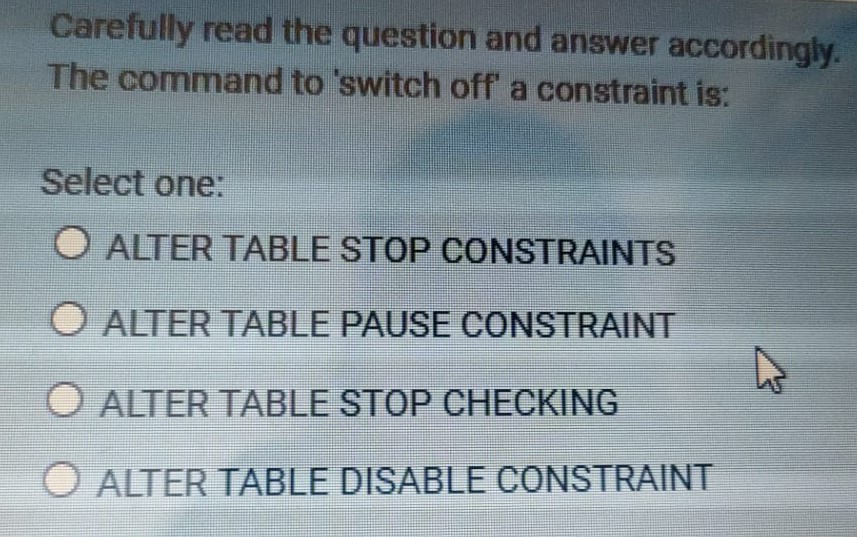 Carefully read the question and answer accordingly.
The command to 'switch off' a constraint is:
Select one:
ALTER TABLE STOP CONSTRAINTS
ALTER TABLE PAUSE CONSTRAINT
ALTER TABLE STOP CHECKING
ALTER TABLE DISABLE CONSTRAINT